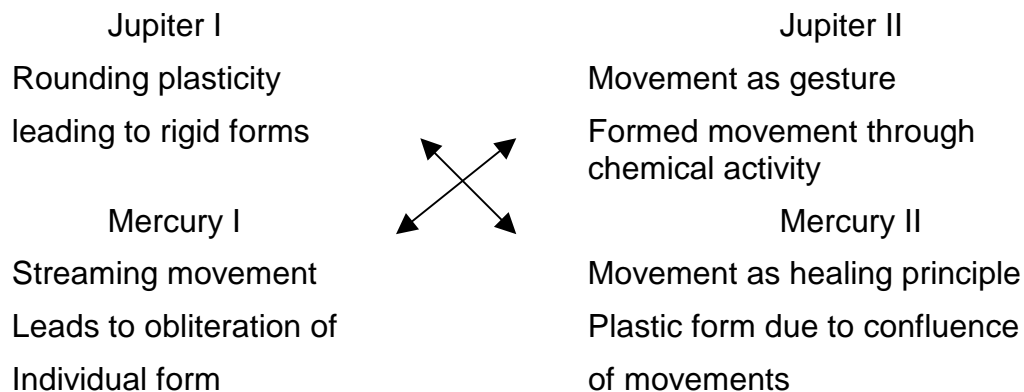 Jupiter I
Rounding plasticity
leading to rigid forms
Jupiter II
Movement as gesture
Formed movement through
chemical activity
Mercury I
Streaming movement
Leads to obliteration of
Individual form
Mercury II
Movement as healing principle
Plastic form due to confluence
of movements